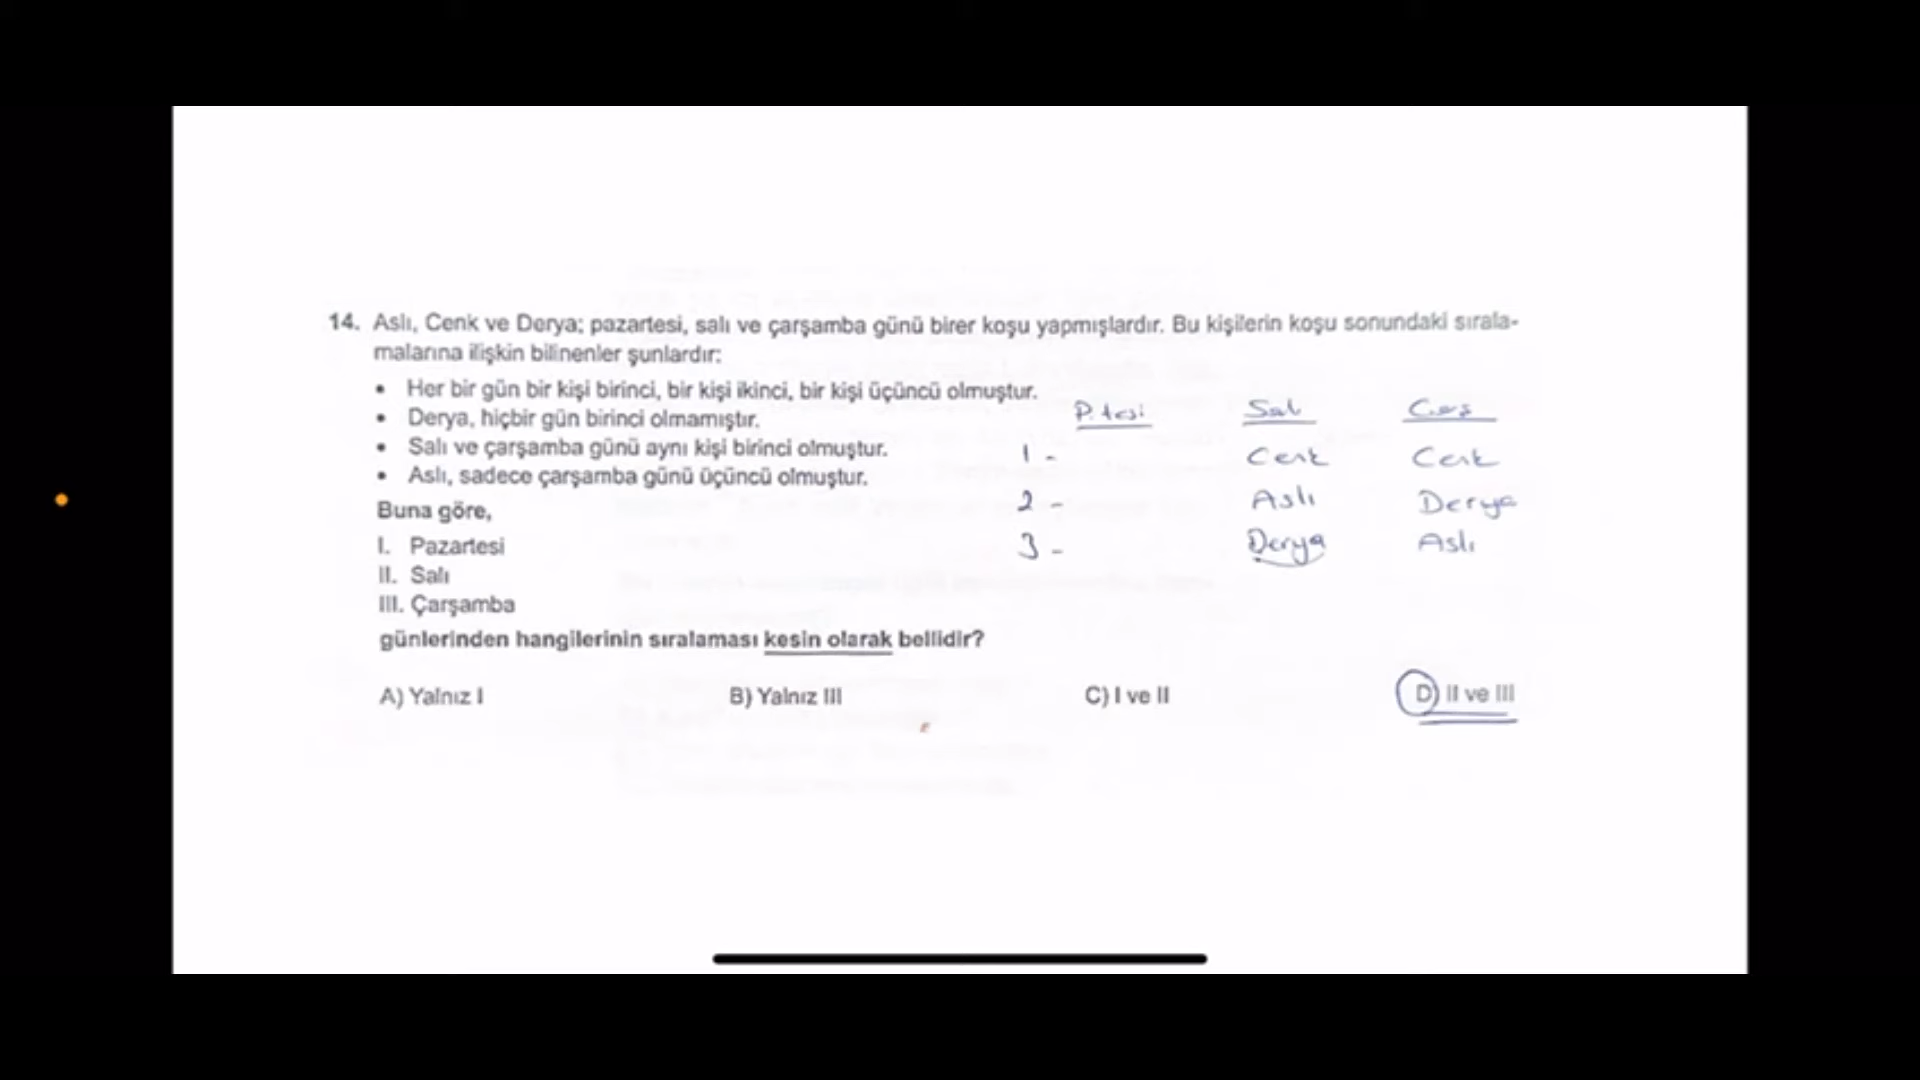 14. Aslı, Cenk ve Derya; pazartesi, salı ve çarşamba günü birer koşu yapmışlardır. Bu kişilerin koşu sonundaki sırala-
malarına ilişkin bilinenler şunlardır:
• Her bir gün bir kişi birinci, bir kişi ikinci, bir kişi üçüncü olmuştur.
• Derya, hiçbir gün birinci olmamıştır.
• Salı ve çarşamba günü aynı kişi birinci olmuştur.
• Aslı, sadece çarşamba günü üçüncü olmuştur.
Buna göre,
I. Pazartesi
II. Salı
III. Çarşamba
günlerinden hangilerinin sıralaması kesin olarak bellidir?
A) Yalnız I B) Yalnız III C) I ve II D) II ve III
P.tesi Salı Çarş
1 - Cenk Cenk
2 - Aslı Derya
3 - Derya Aslı